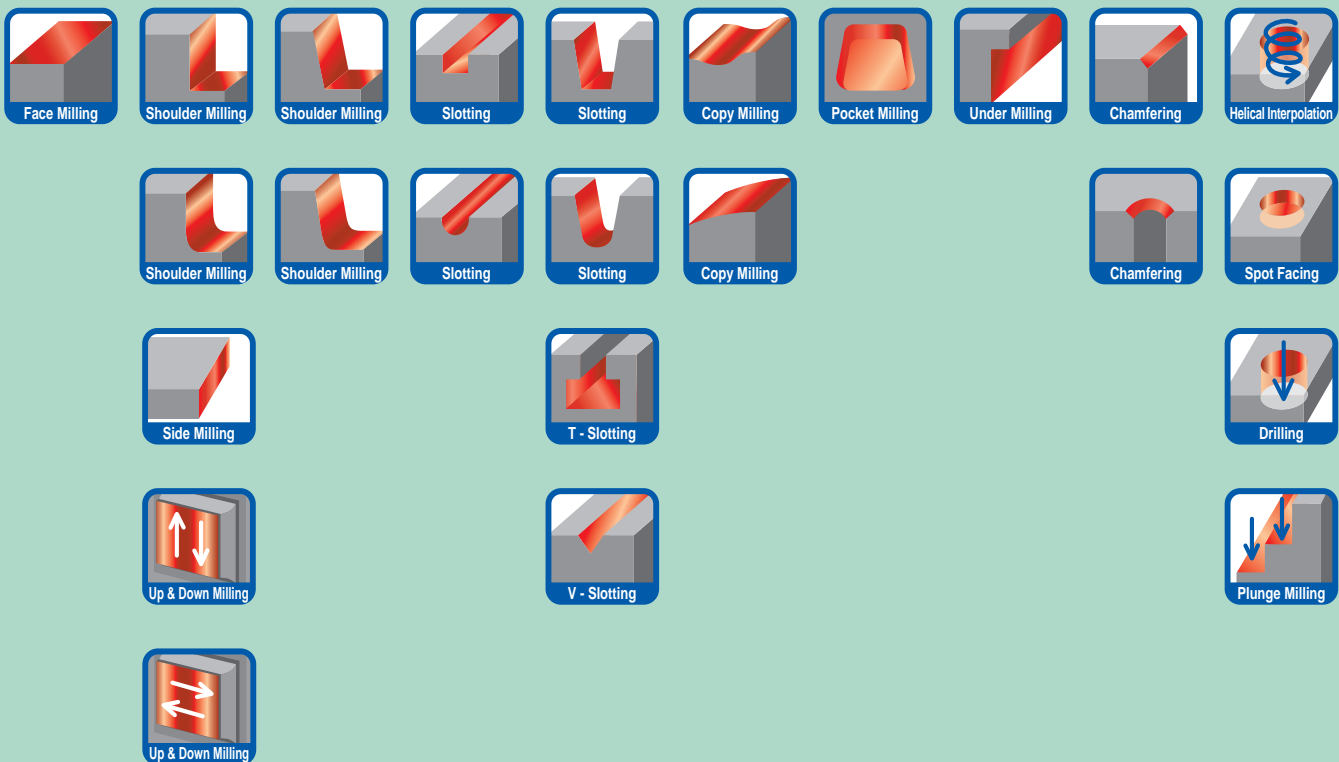 Face Milling
Shoulder Milling
Shoulder Milling
Slotting
Slotting
Copy Milling
Pocket Milling
Under Milling
Chamfering
Helical Interpolation
Shoulder Milling
Shoulder Milling
Slotting
Slotting
Copy Milling
Chamfering
Spot Facing
Side Milling
T - Slotting
Drilling
Up & Down Milling
V - Slotting
Plunge Milling
Up & Down Milling